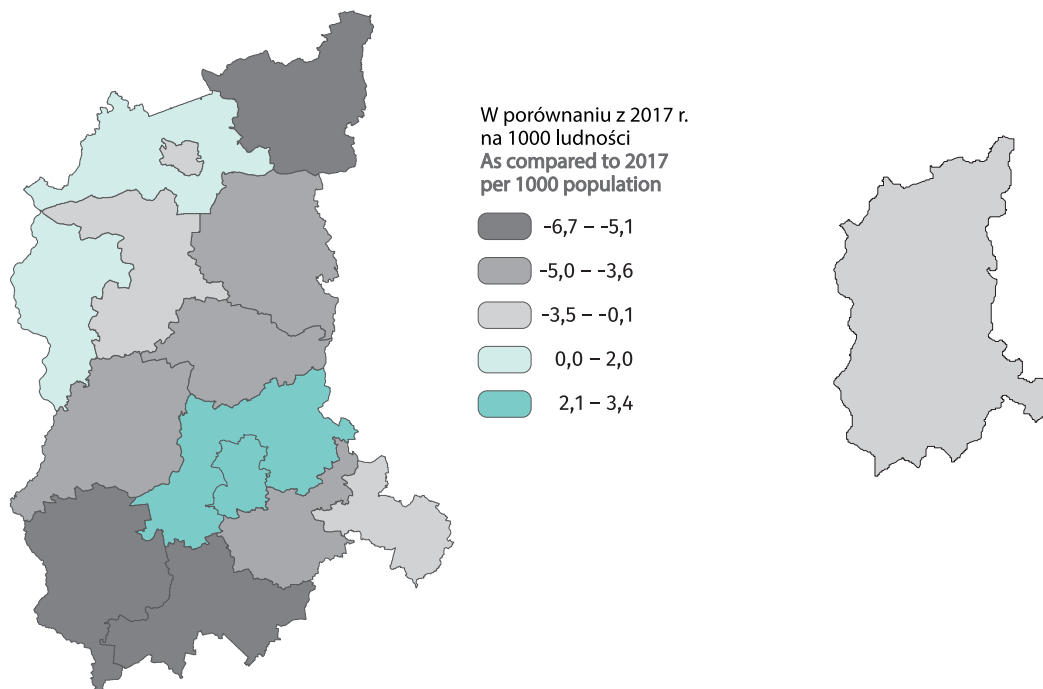 W porównaniu z 2017 r.
na 1000 ludności
As compared to 2017
per 1000 population
-6,7 – -5,1
-5,0 – -3,6
-3,5 – -0,1
0,0 – 2,0
2,1 – 3,4